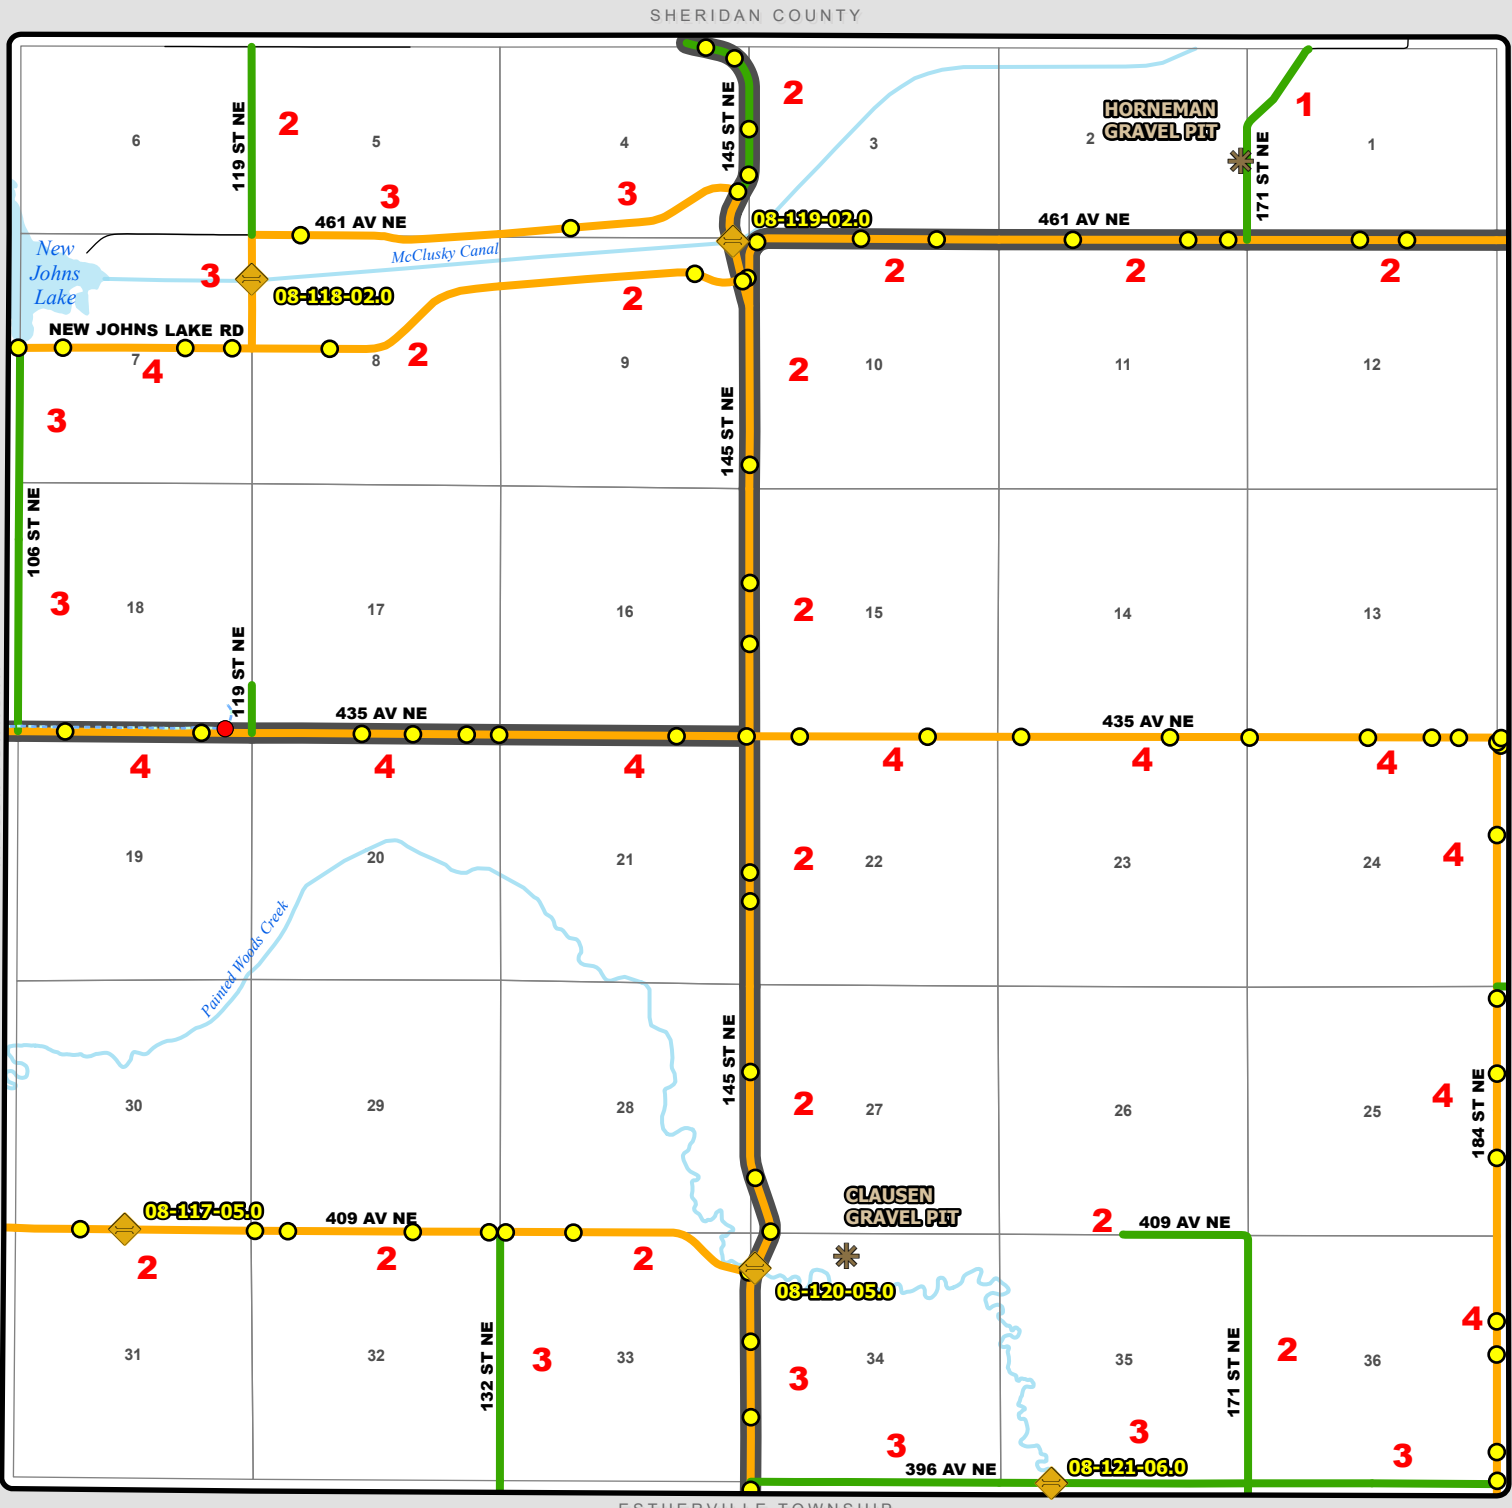 SHERIDAN COUNTY
119 ST NE
2
6
5
4
145 ST NE
2
3
HORNEMAN
GRAVEL PIT
2
1
171 ST NE
1
3
461 AV NE
3
08-119-02.0
461 AV NE
New
Johns
Lake
McClusky Canal
3
08-118-02.0
2
2
2
2
NEW JOHNS LAKE RD
7
4
8
2
9
145 ST NE
2
10
11
12
3
106 ST NE
3
18
17
16
2
15
14
13
119 ST NE
435 AV NE
435 AV NE
4
4
4
4
4
4
19
20
21
2
22
23
24
4
Painted Woods Creek
145 ST NE
30
29
28
2
27
26
25
4
184 ST NE
08-117-05.0
409 AV NE
CLAUSEN
GRAVEL PIT
2
409 AV NE
2
2
2
08-120-05.0
31
32
132 ST NE
3
33
3
34
35
171 ST NE
2
36
4
3
396 AV NE
3
08-121-06.0
3
ESTHERVILLE TOWNSHIP